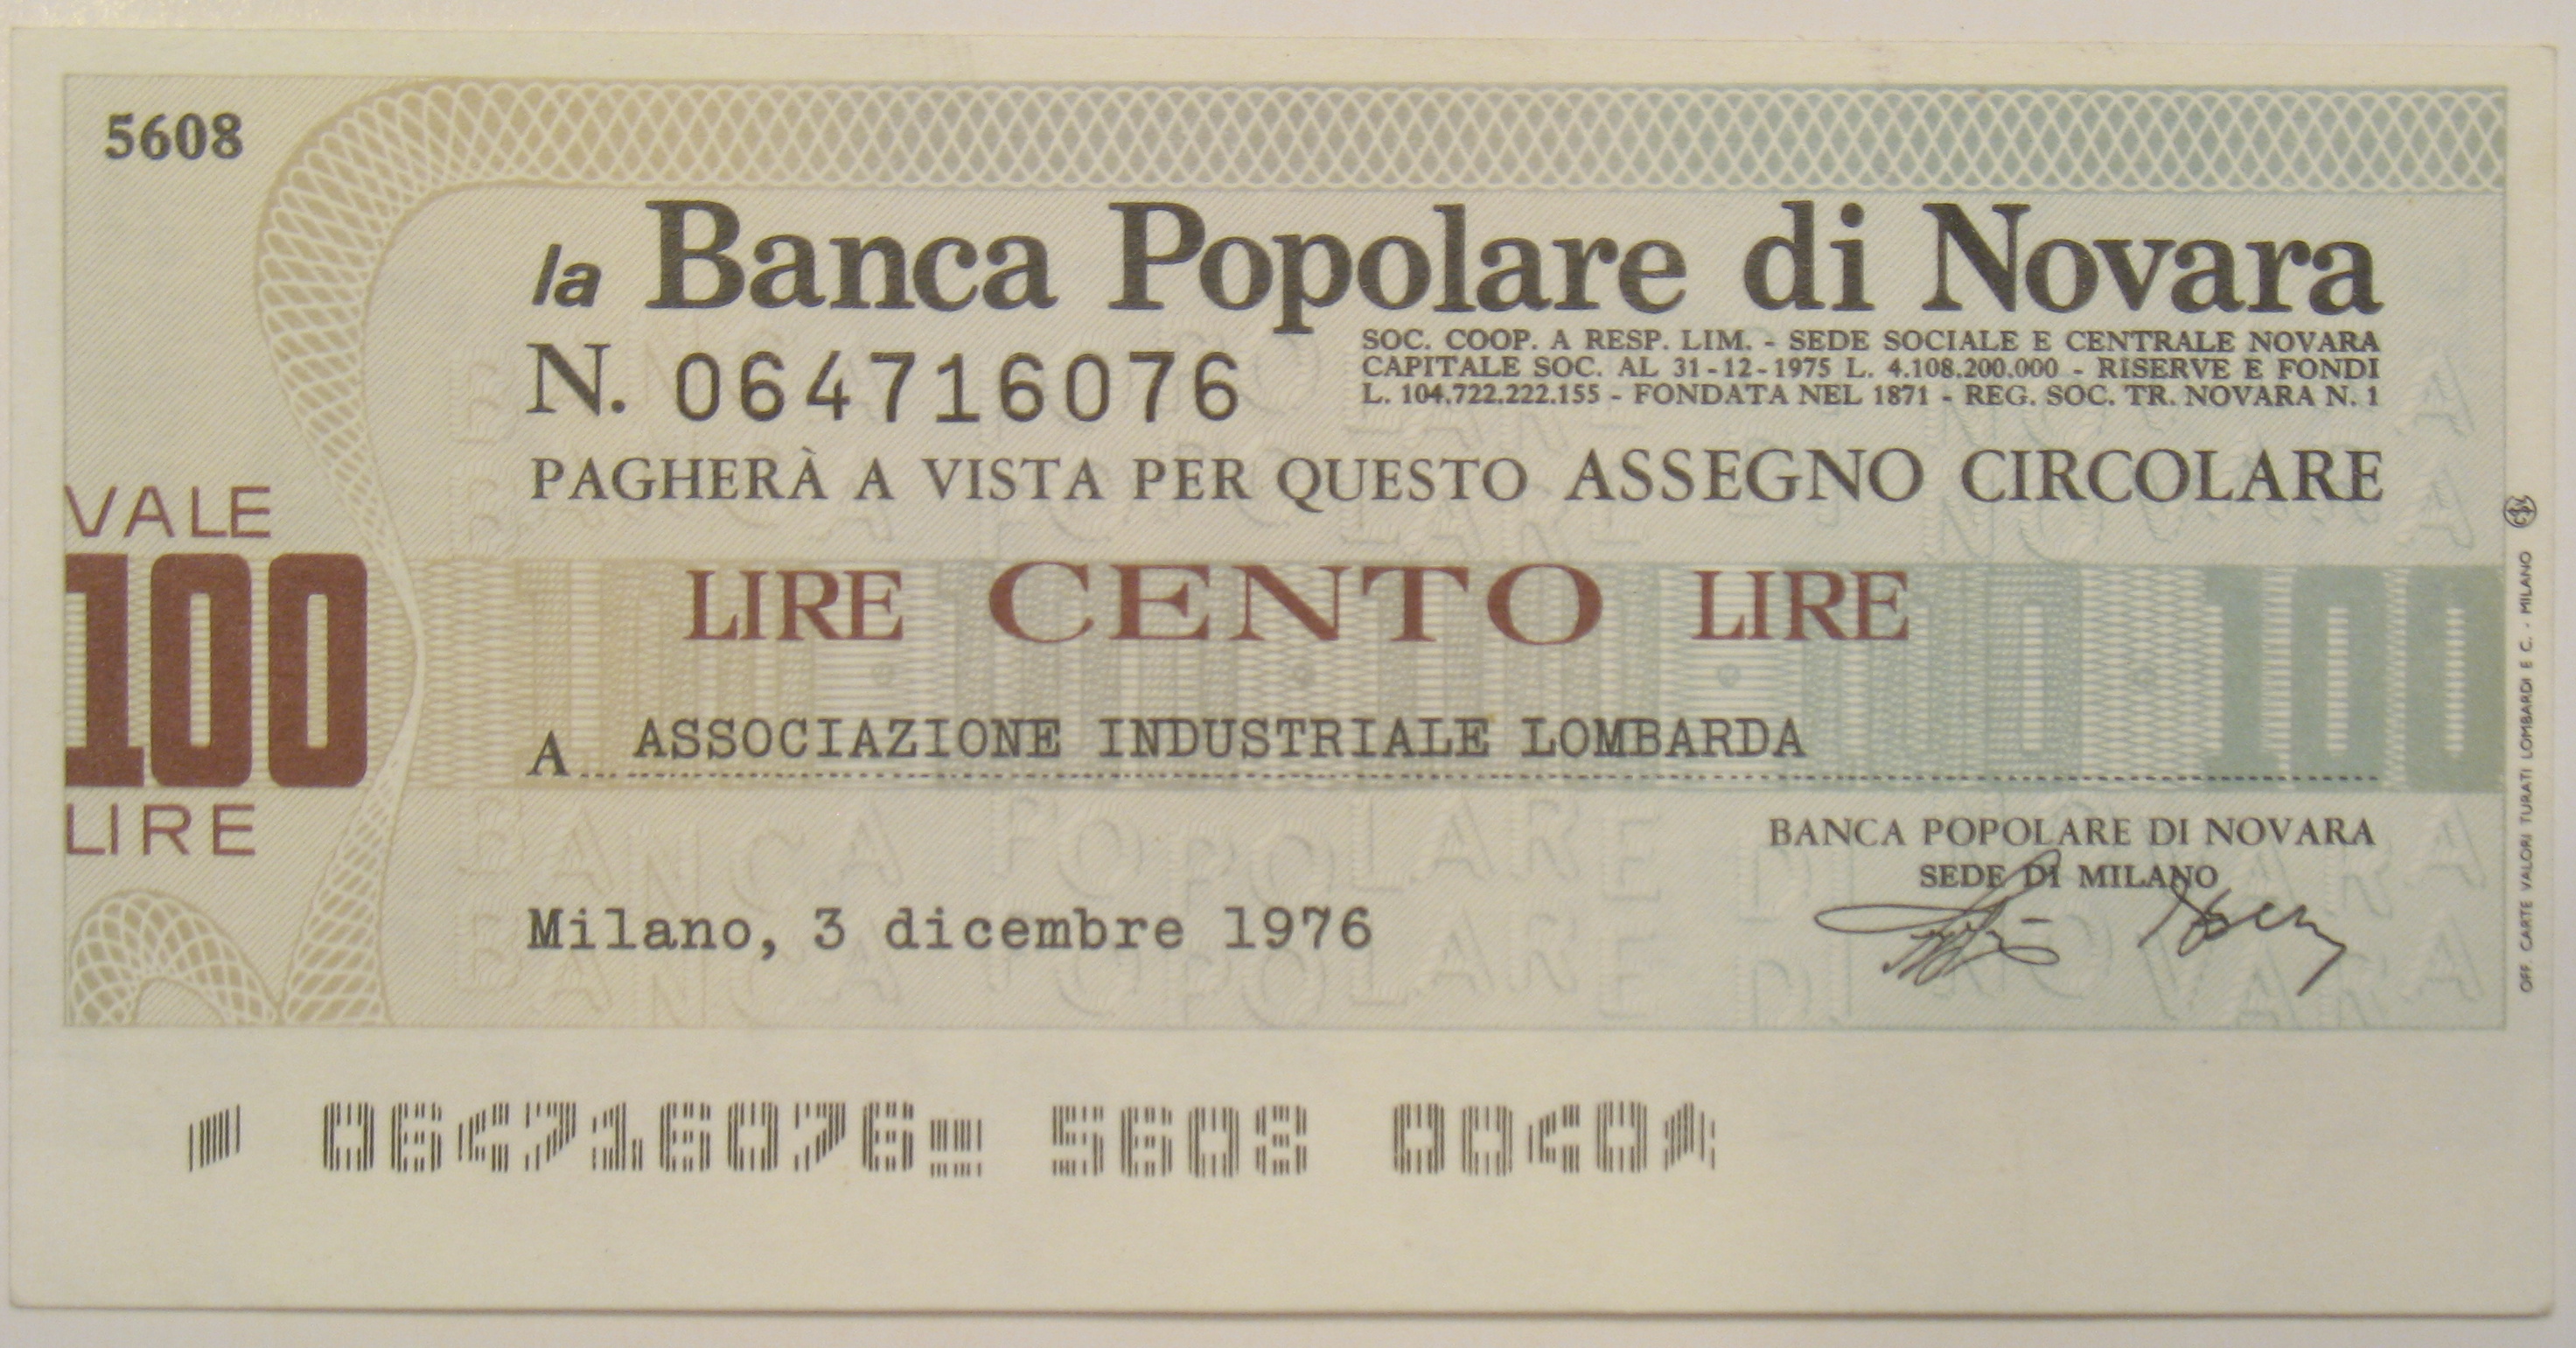 5608
la Banca Popolare di Novara
SOC. COOP. A RESP. LIM. - SEDE SOCIALE E CENTRALE NOVARA
CAPITALE SOC. AL 31-12-1975 L. 4.108.200.000 - RISERVE E FONDI
L. 104.722.222.155 - FONDATA NEL 1871 - REG. SOC. TR. NOVARA N. 1
N. 064716076
PAGHERÀ A VISTA PER QUESTO ASSEGNO CIRCOLARE
VALE
100
LIRE
LIRE CENTO LIRE
100
A ASSOCIAZIONE INDUSTRIALE LOMBARDA
BANCA POPOLARE DI NOVARA
SEDE DI MILANO
Milano, 3 dicembre 1976
OFF. CARTE VALORI TURATI LOMBARDI E C. - MILANO
064716076 5608 0040